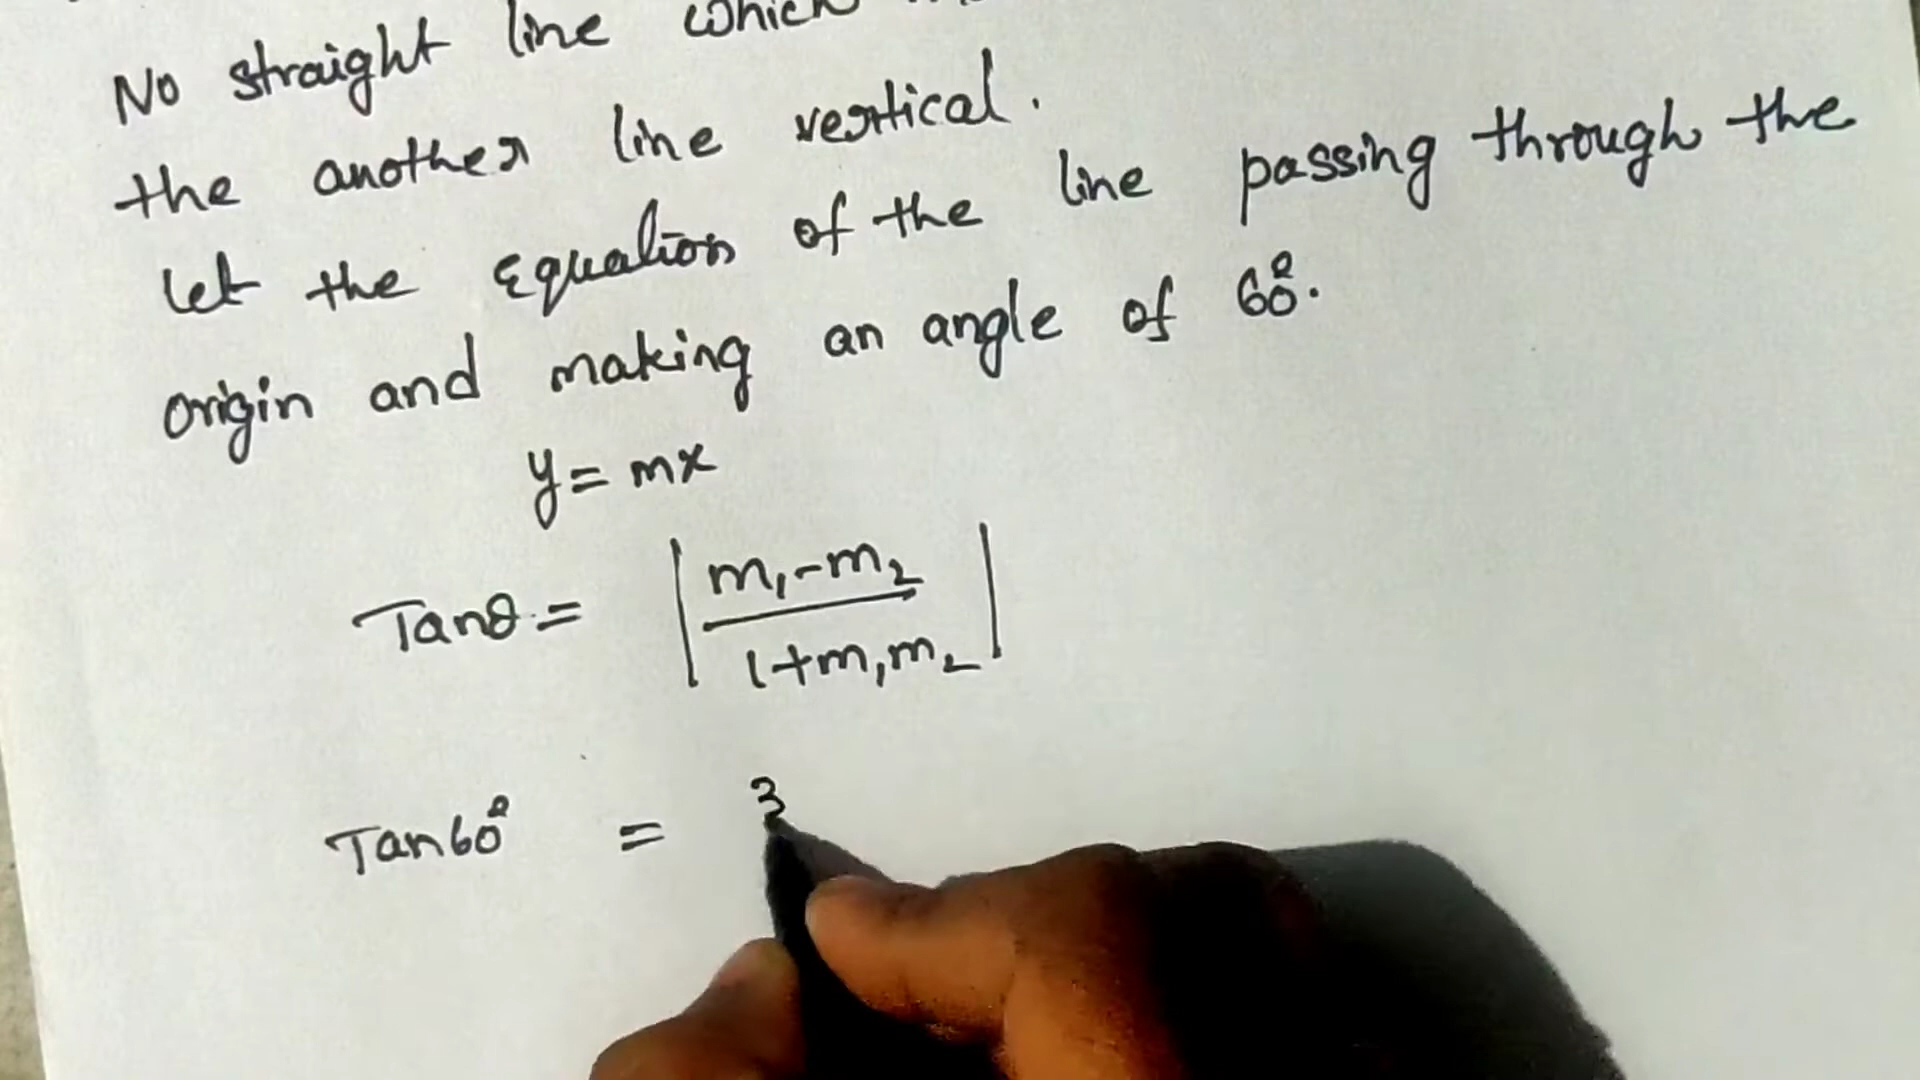 No straight line which
the another line vertical.
let the Equation of the line passing through the
origin and making an angle of 60°.
y = mx
Tanθ = |m₁-m₂ / 1+m₁m₂|
Tan60° = 3